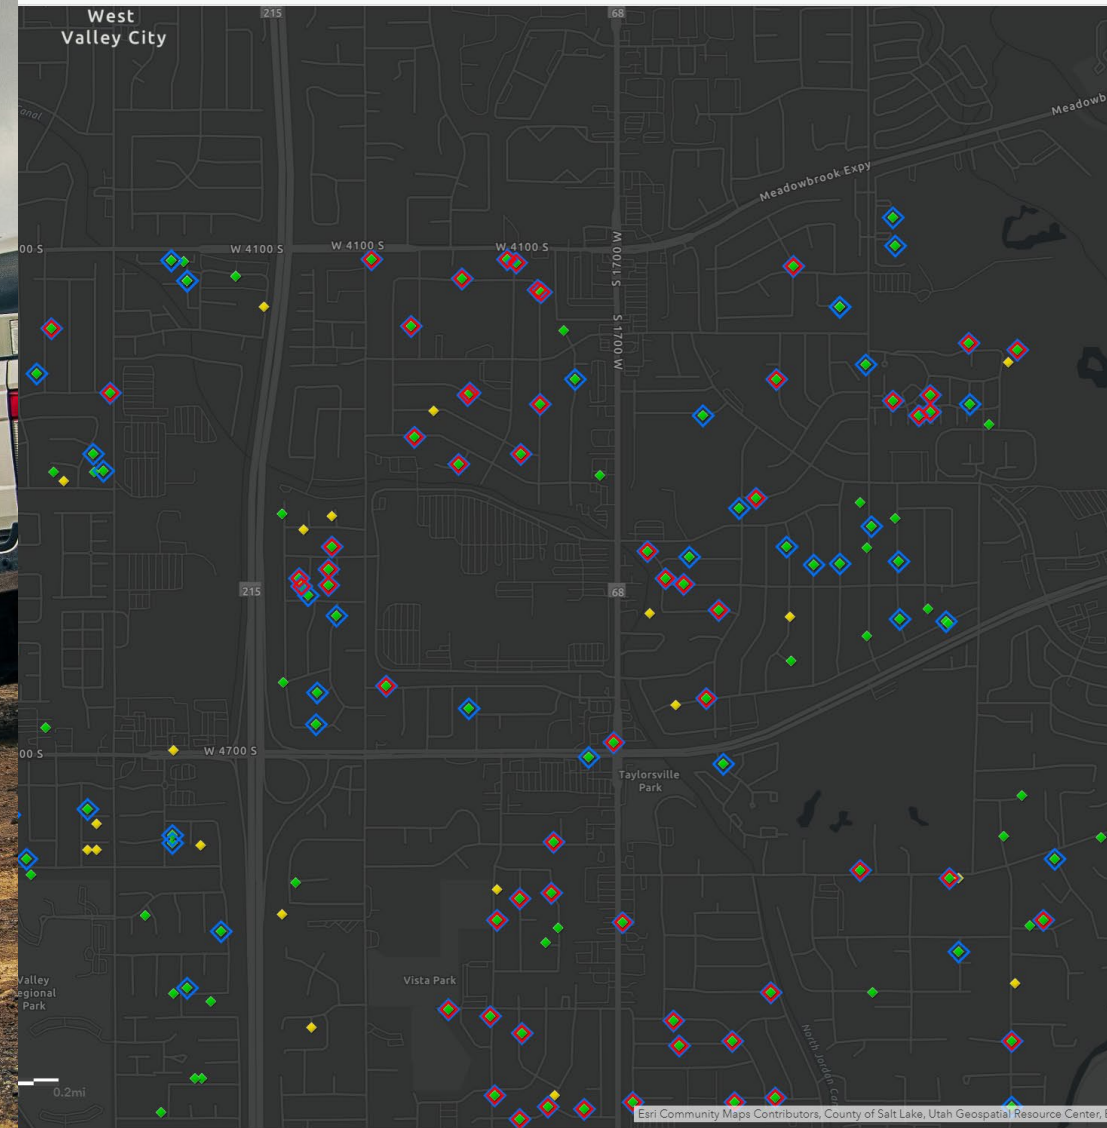 West
Valley City
215
68
Meadowb
Canal
Meadowbrook Expy
00 S
W 4100 S
W 4100 S
W 4100 S
S 1700 W
S 1700 W
215
68
00 S
W 4700 S
Taylorsville
Park
Valley
egional
Park
Vista Park
North Jordan Can
0.2mi
Esri Community Maps Contributors, County of Salt Lake, Utah Geospatial Resource Center, E